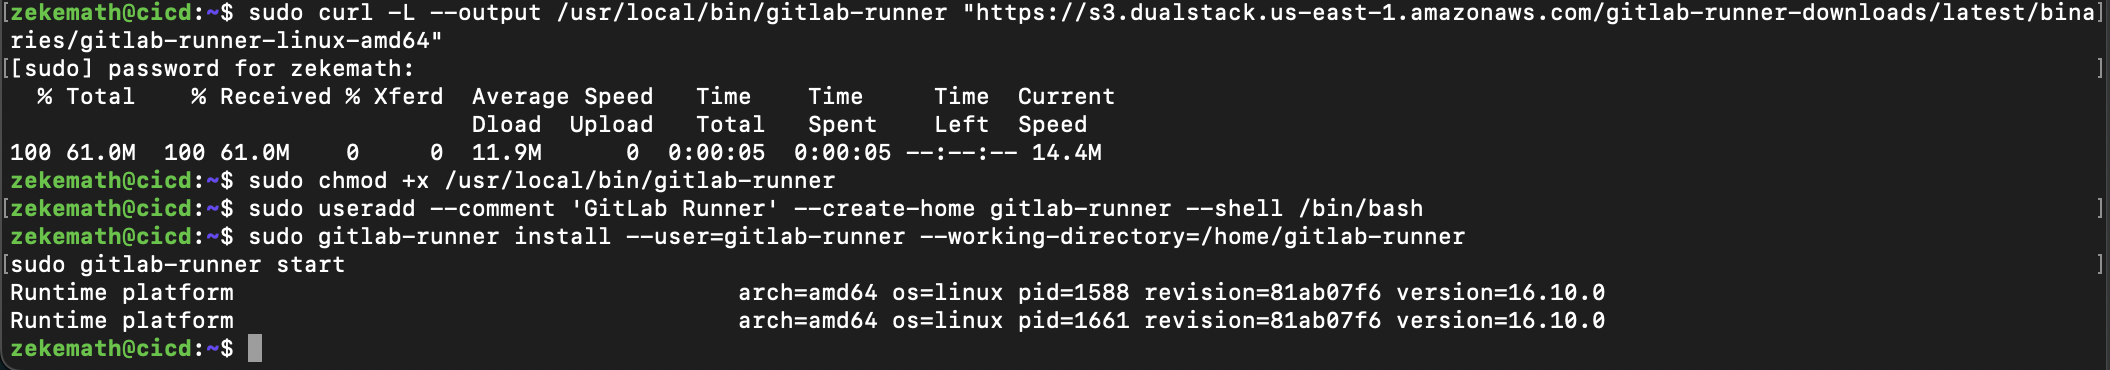 [zekemath@cicd:~$ sudo curl -L --output /usr/local/bin/gitlab-runner "https://s3.dualstack.us-east-1.amazonaws.com/gitlab-runner-downloads/latest/bina]
ries/gitlab-runner-linux-amd64"
[[sudo] password for zekemath: ]
  % Total    % Received % Xferd  Average Speed   Time    Time     Time  Current
                                 Dload  Upload   Total   Spent    Left  Speed
100 61.0M  100 61.0M    0     0  11.9M      0  0:00:05  0:00:05 --:--:-- 14.4M
zekemath@cicd:~$ sudo chmod +x /usr/local/bin/gitlab-runner
[zekemath@cicd:~$ sudo useradd --comment 'GitLab Runner' --create-home gitlab-runner --shell /bin/bash ]
zekemath@cicd:~$ sudo gitlab-runner install --user=gitlab-runner --working-directory=/home/gitlab-runner
[sudo gitlab-runner start ]
Runtime platform                                    arch=amd64 os=linux pid=1588 revision=81ab07f6 version=16.10.0
Runtime platform                                    arch=amd64 os=linux pid=1661 revision=81ab07f6 version=16.10.0
zekemath@cicd:~$